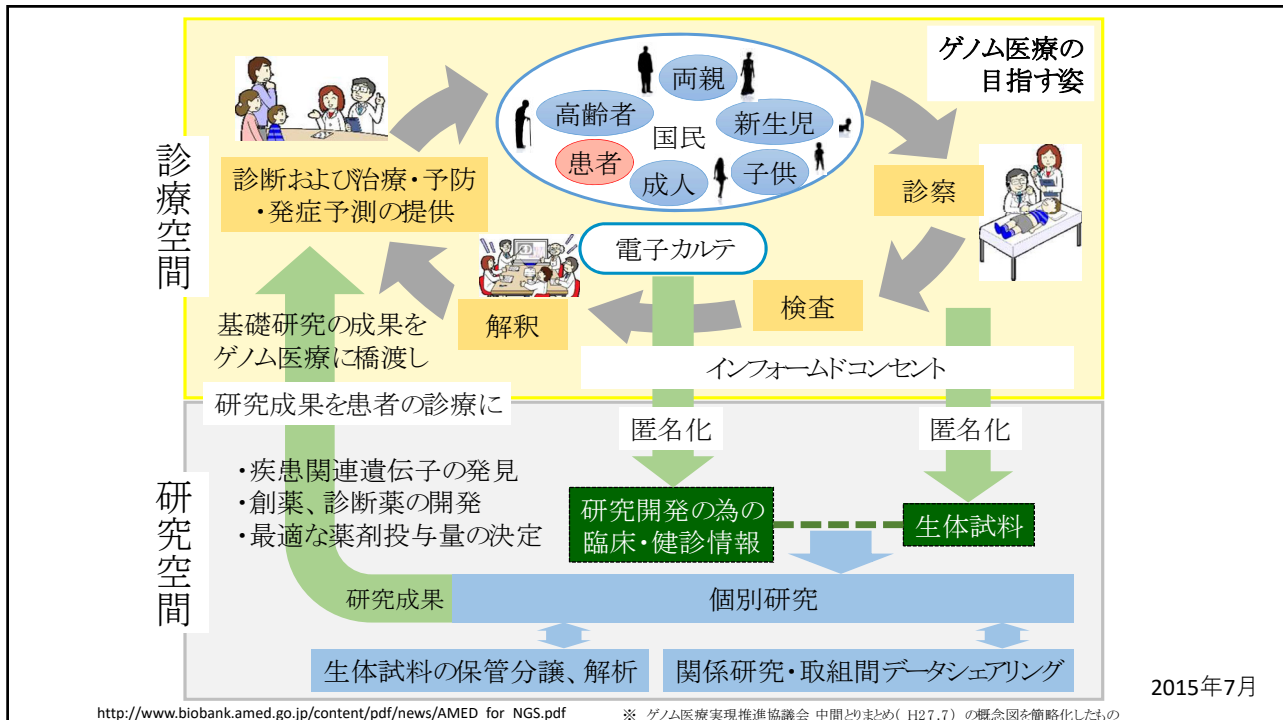 ゲノム医療の
目指す姿
診療空間
両親
高齢者
新生児
国民
患者
成人
子供
診断および治療・予防
・発症予測の提供
診察
電子カルテ
検査
解釈
基礎研究の成果を
ゲノム医療に橋渡し
インフォームドコンセント
研究成果を患者の診療に
匿名化
匿名化
研究空間
・疾患関連遺伝子の発見
・創薬、診断薬の開発
・最適な薬剤投与量の決定
研究開発の為の
臨床・健診情報
生体試料
研究成果
個別研究
生体試料の保管分譲、解析
関係研究・取組間データシェアリング
2015年7月
http://www.biobank.amed.go.jp/content/pdf/news/AMED_for_NGS.pdf
※ ゲノム医療実現推進協議会 中間とりまとめ( H27.7) の概念図を簡略化したもの